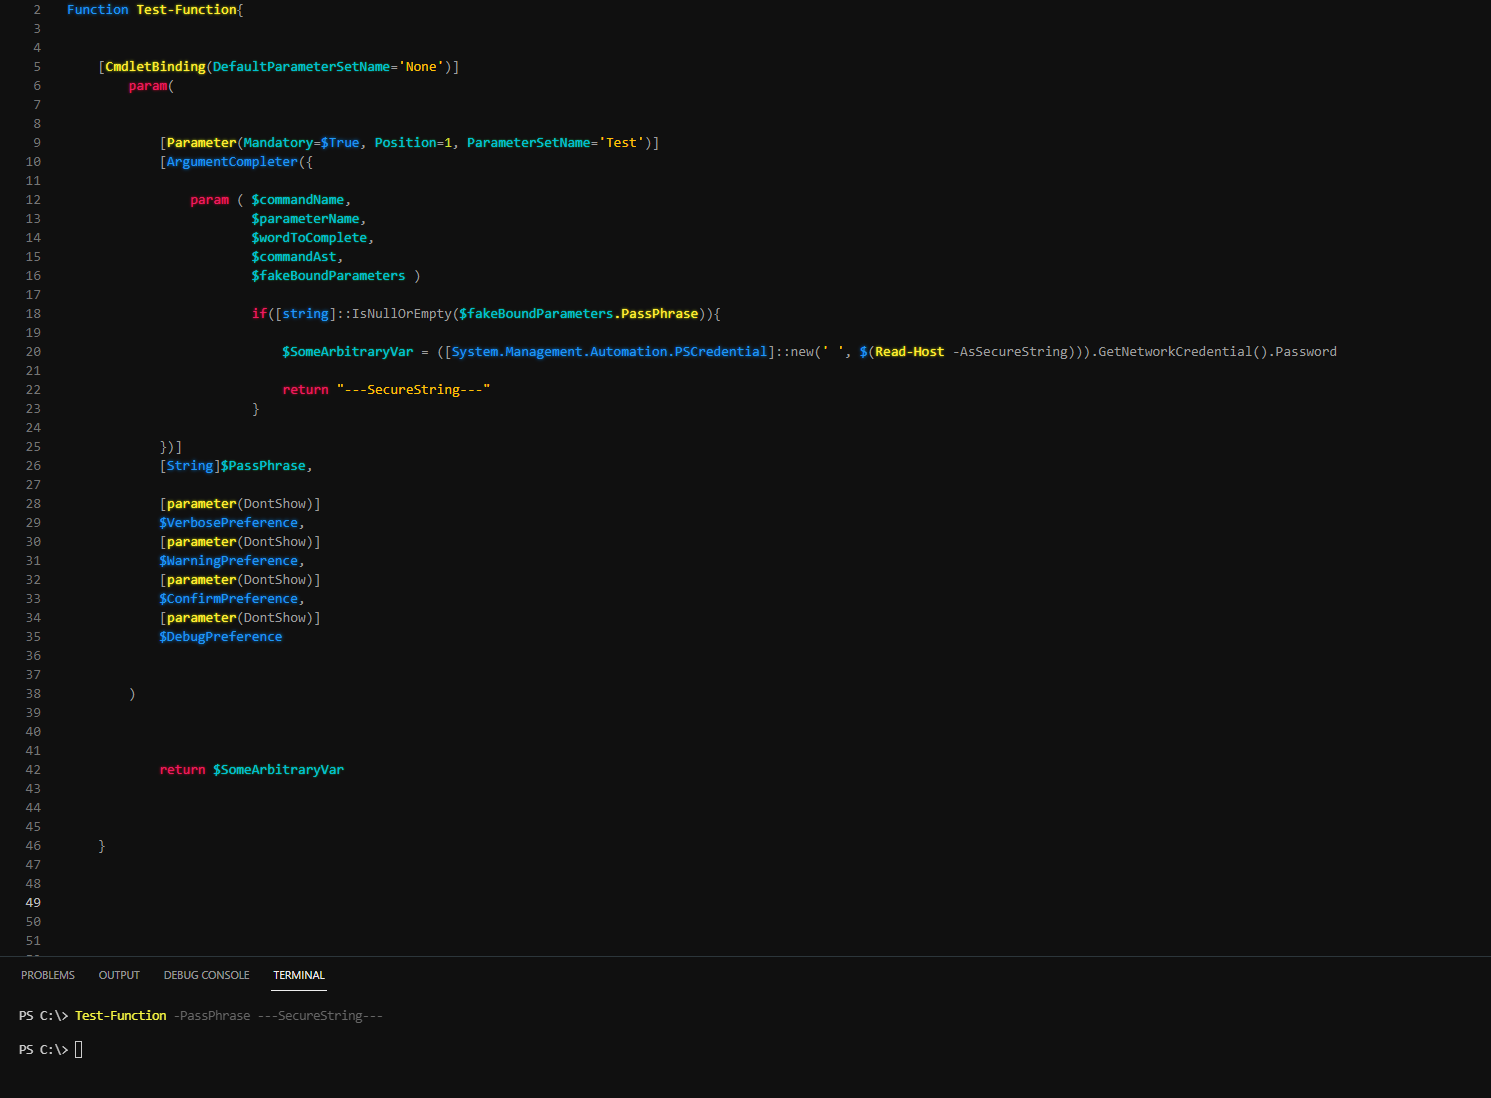 2 Function Test-Function{
3
4
5 [CmdletBinding(DefaultParameterSetName='None')]
6 param(
7
8
9 [Parameter(Mandatory=$True, Position=1, ParameterSetName='Test')]
10 [ArgumentCompleter({
11
12 param ( $commandName,
13 $parameterName,
14 $wordToComplete,
15 $commandAst,
16 $fakeBoundParameters )
17
18 if([string]::IsNullOrEmpty($fakeBoundParameters.PassPhrase)){
19
20 $SomeArbitraryVar = ([System.Management.Automation.PSCredential]::new(' ', $(Read-Host -AsSecureString))).GetNetworkCredential().Password
21
22 return "---SecureString---"
23 }
24
25 })]
26 [String]$PassPhrase,
27
28 [parameter(DontShow)]
29 $VerbosePreference,
30 [parameter(DontShow)]
31 $WarningPreference,
32 [parameter(DontShow)]
33 $ConfirmPreference,
34 [parameter(DontShow)]
35 $DebugPreference
36
37
38 )
39
40
41
42 return $SomeArbitraryVar
43
44
45
46 }
47
48
49
50
51
PROBLEMS OUTPUT DEBUG CONSOLE TERMINAL
PS C:\> Test-Function -PassPhrase ---SecureString---
PS C:\>